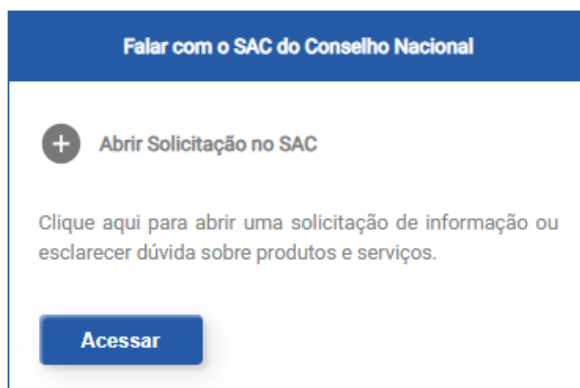 Falar com o SAC do Conselho Nacional
Abrir Solicitação no SAC
Clique aqui para abrir uma solicitação de informação ou
esclarecer dúvida sobre produtos e serviços.
Acessar